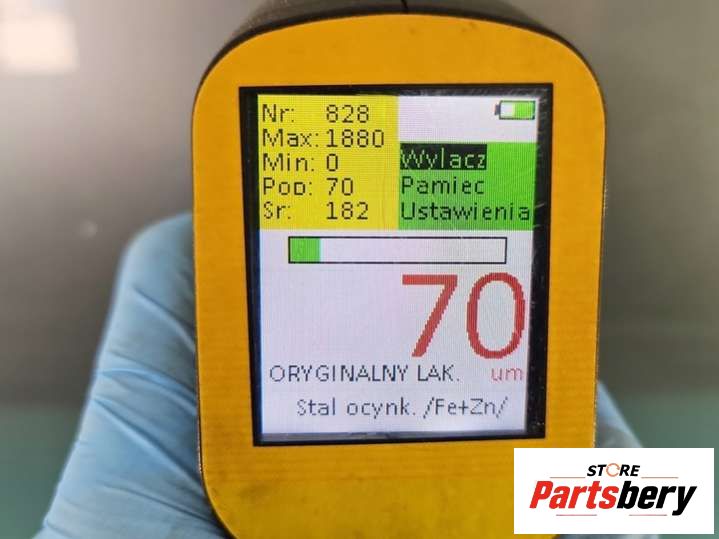 Nr: 828
Max: 1880
Min: 0
Pop: 70
Sr: 182
Wylacz
Pamiec
Ustawienia
70
ORYGINALNY LAK. um
Stal ocynk. /Fe+Zn/
STORE
Partsbery